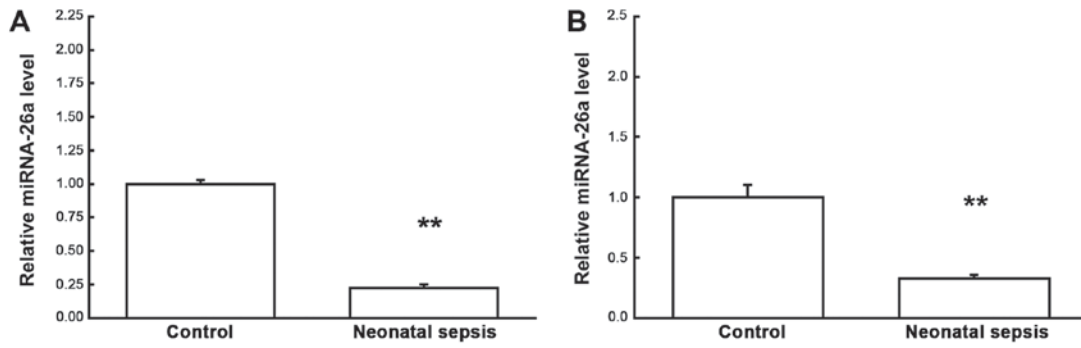 A
Relative miRNA-26a level
2.25
2.00
1.75
1.50
1.25
1.00
0.75
0.50
0.25
0.00
**
Control
Neonatal sepsis
B
Relative miRNA-26a level
2.5
2.0
1.5
1.0
0.5
0.0
**
Control
Neonatal sepsis